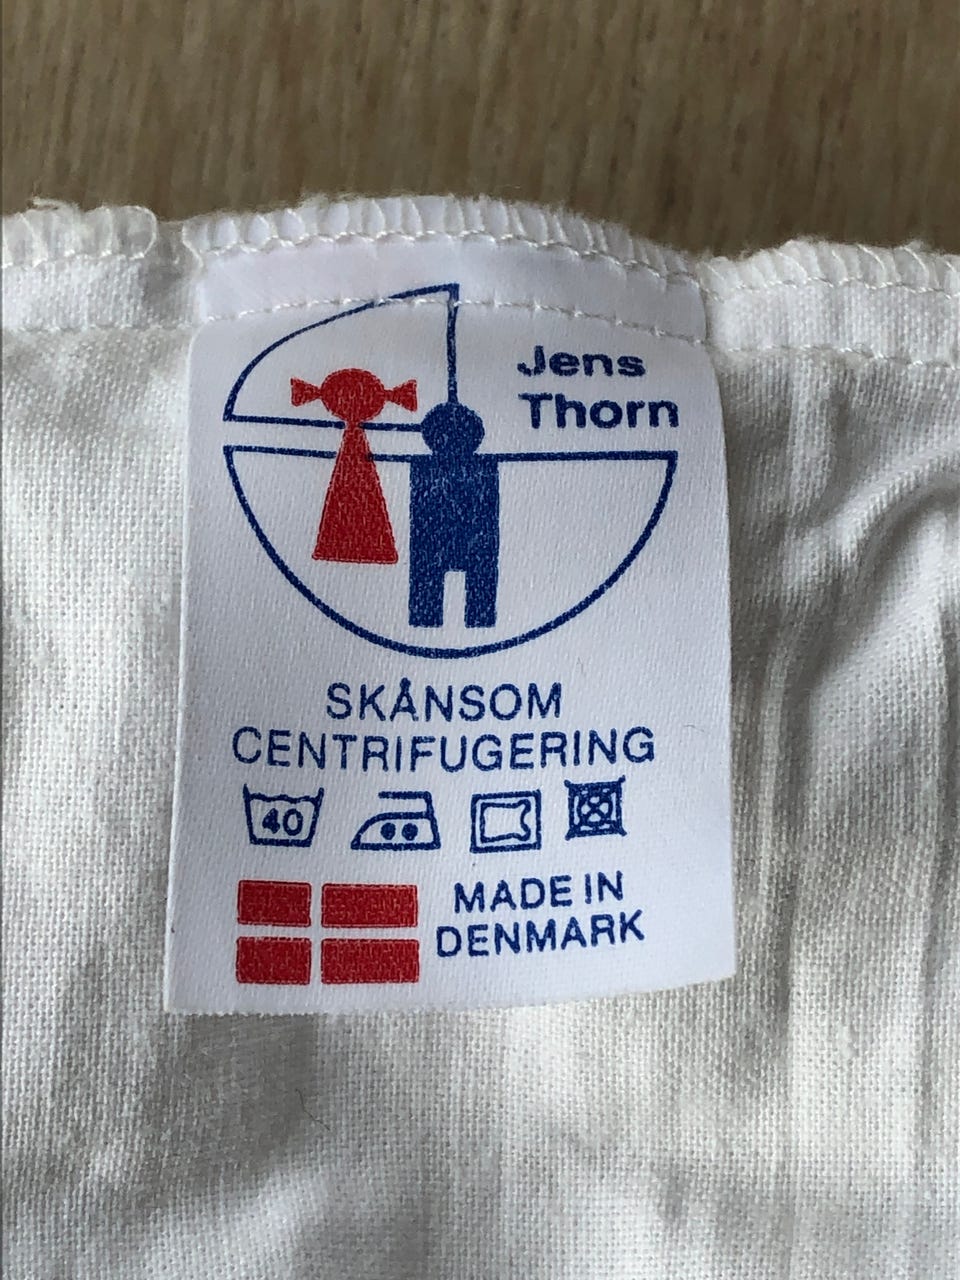 Jens
Thorn
SKÅNSOM
CENTRIFUGERING
40
MADE IN
DENMARK